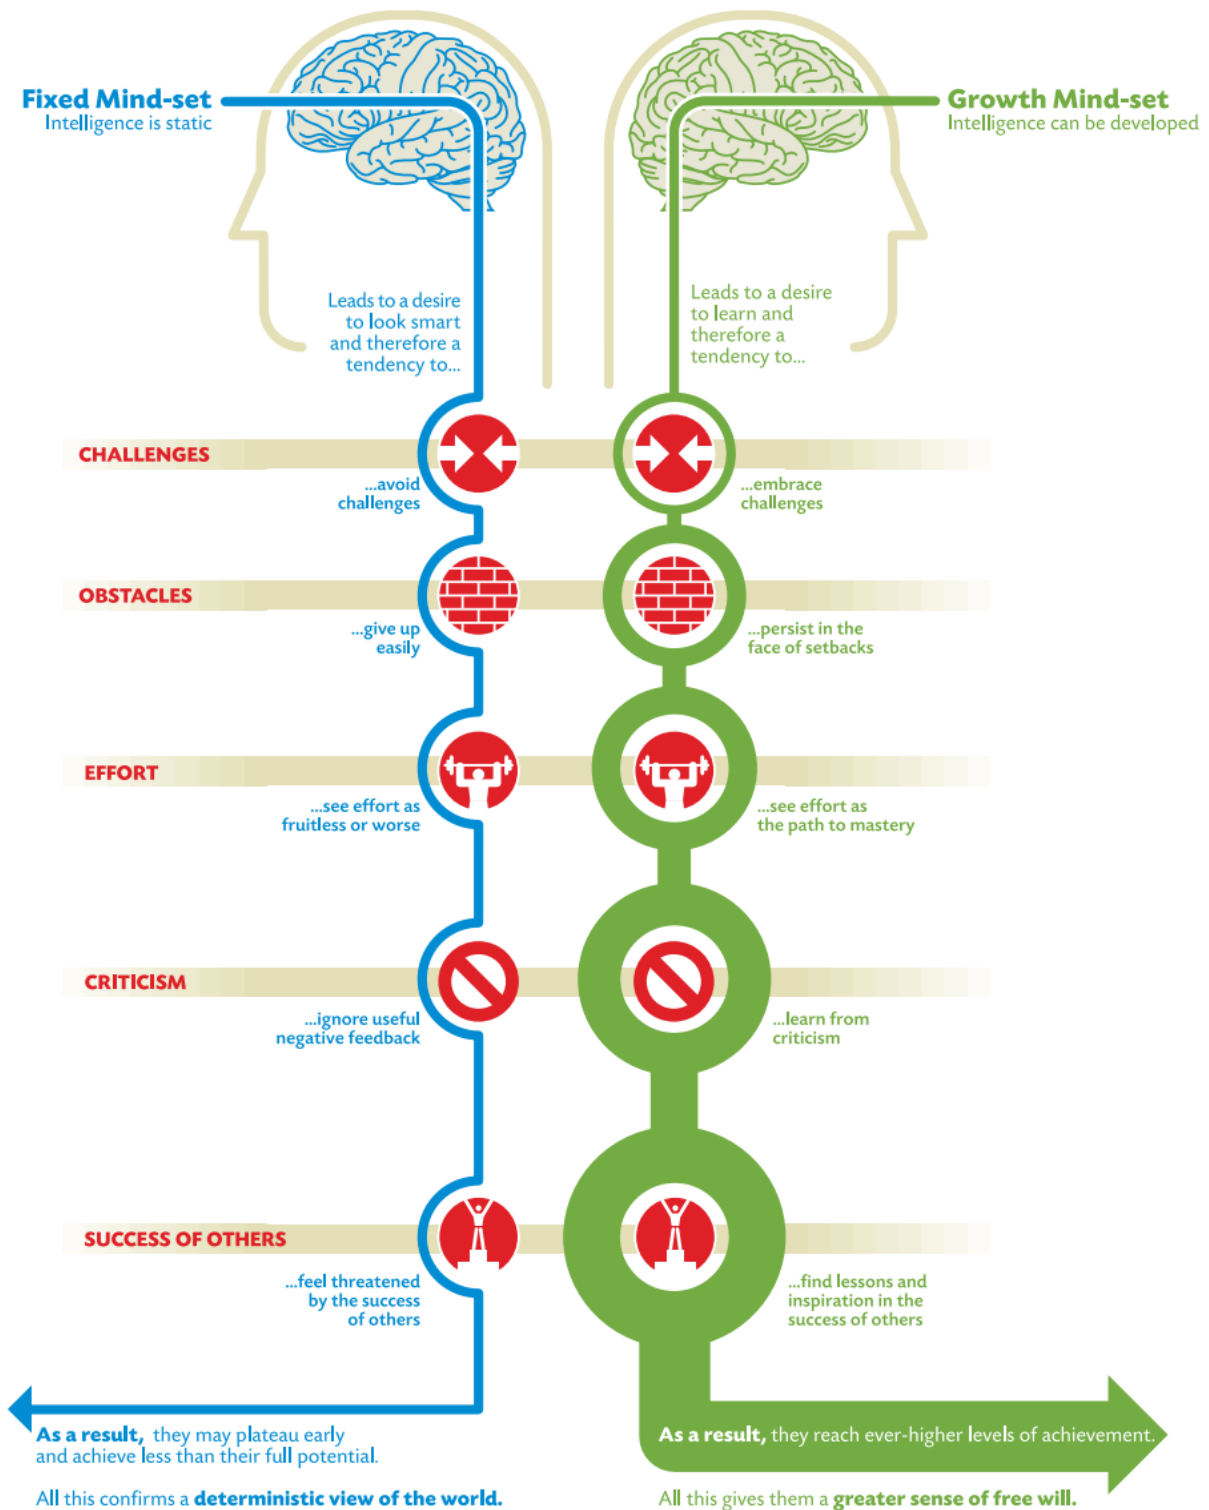 Fixed Mind-set
Intelligence is static
Growth Mind-set
Intelligence can be developed
Leads to a desire
to look smart
and therefore a
tendency to...
Leads to a desire
to learn and
therefore a
tendency to...
CHALLENGES
...avoid
challenges
...embrace
challenges
OBSTACLES
...give up
easily
...persist in the
face of setbacks
EFFORT
...see effort as
fruitless or worse
...see effort as
the path to mastery
CRITICISM
...ignore useful
negative feedback
...learn from
criticism
SUCCESS OF OTHERS
...feel threatened
by the success
of others
...find lessons and
inspiration in the
success of others
As a result, they may plateau early
and achieve less than their full potential.
All this confirms a deterministic view of the world.
As a result, they reach ever-higher levels of achievement.
All this gives them a greater sense of free will.